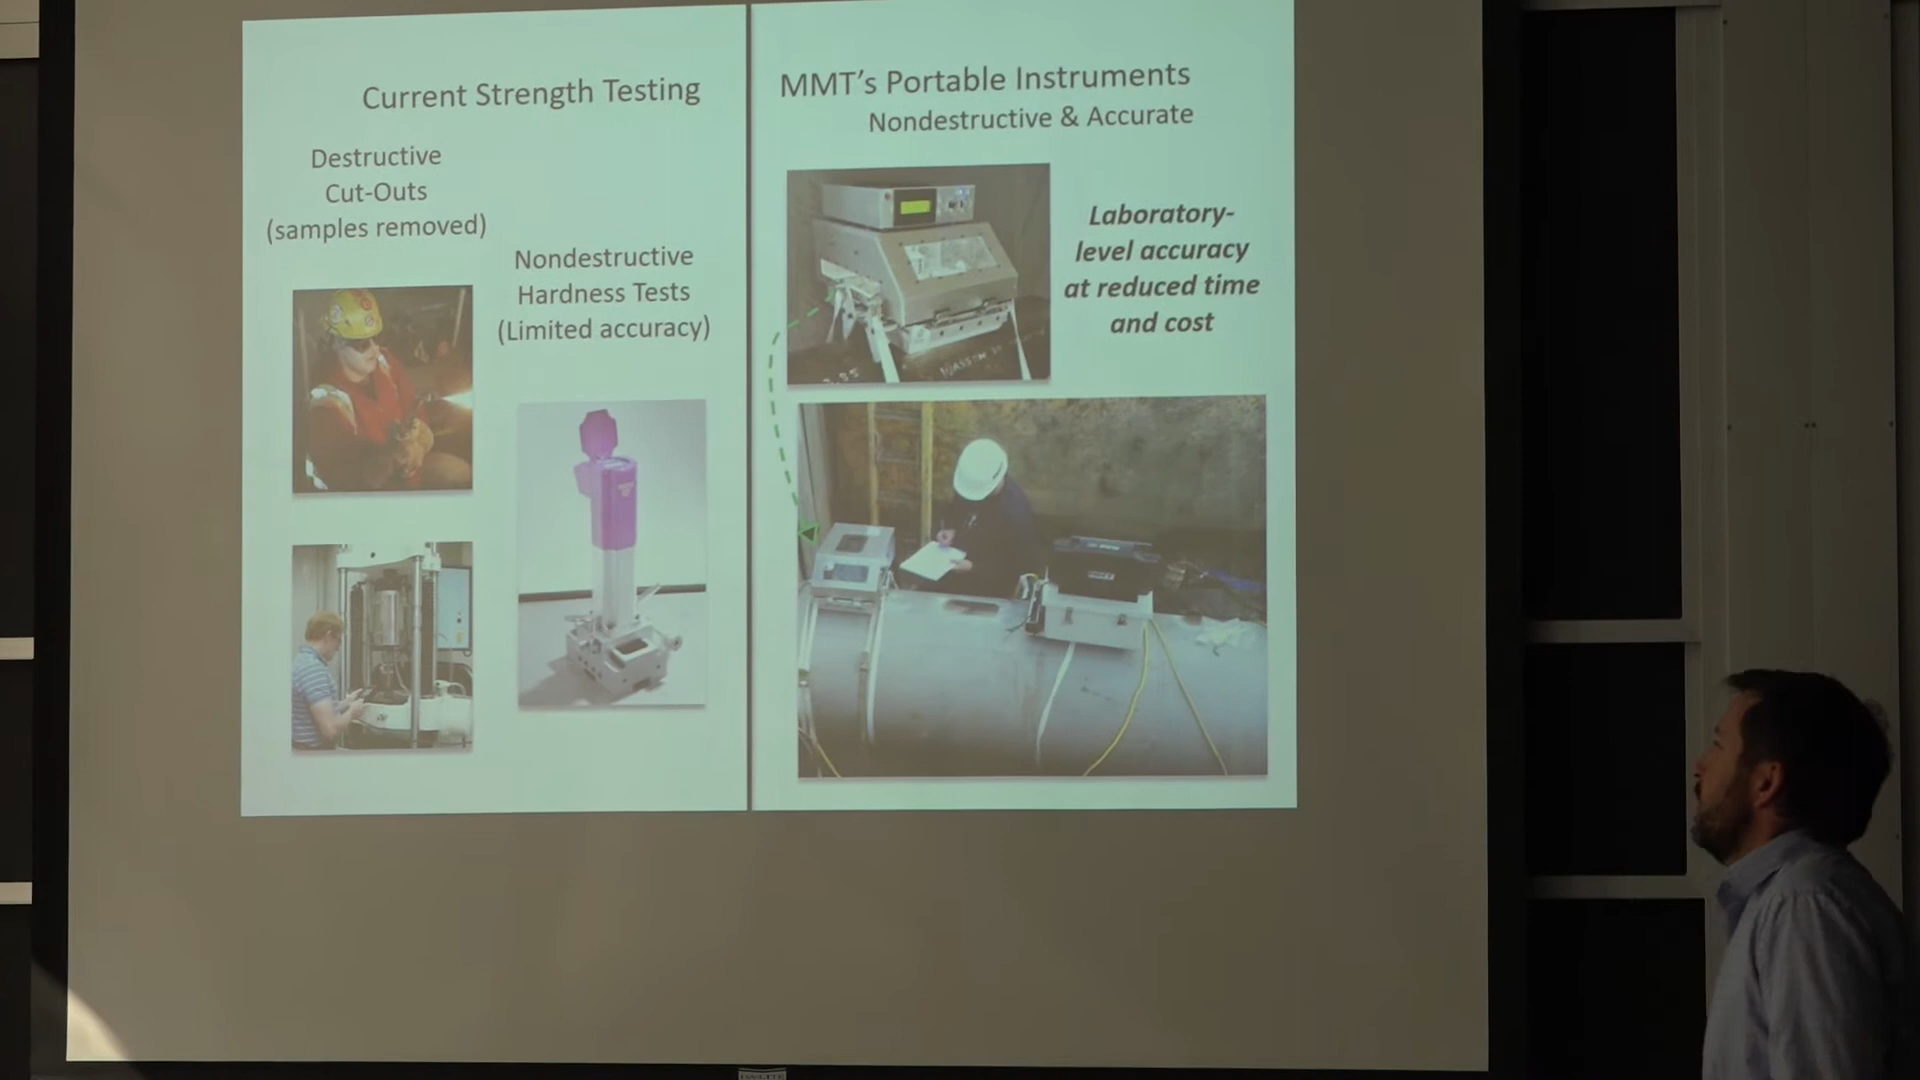 Current Strength Testing
Destructive
Cut-Outs
(samples removed)
Nondestructive
Hardness Tests
(Limited accuracy)
MMT’s Portable Instruments
Nondestructive & Accurate
Laboratory-
level accuracy
at reduced time
and cost